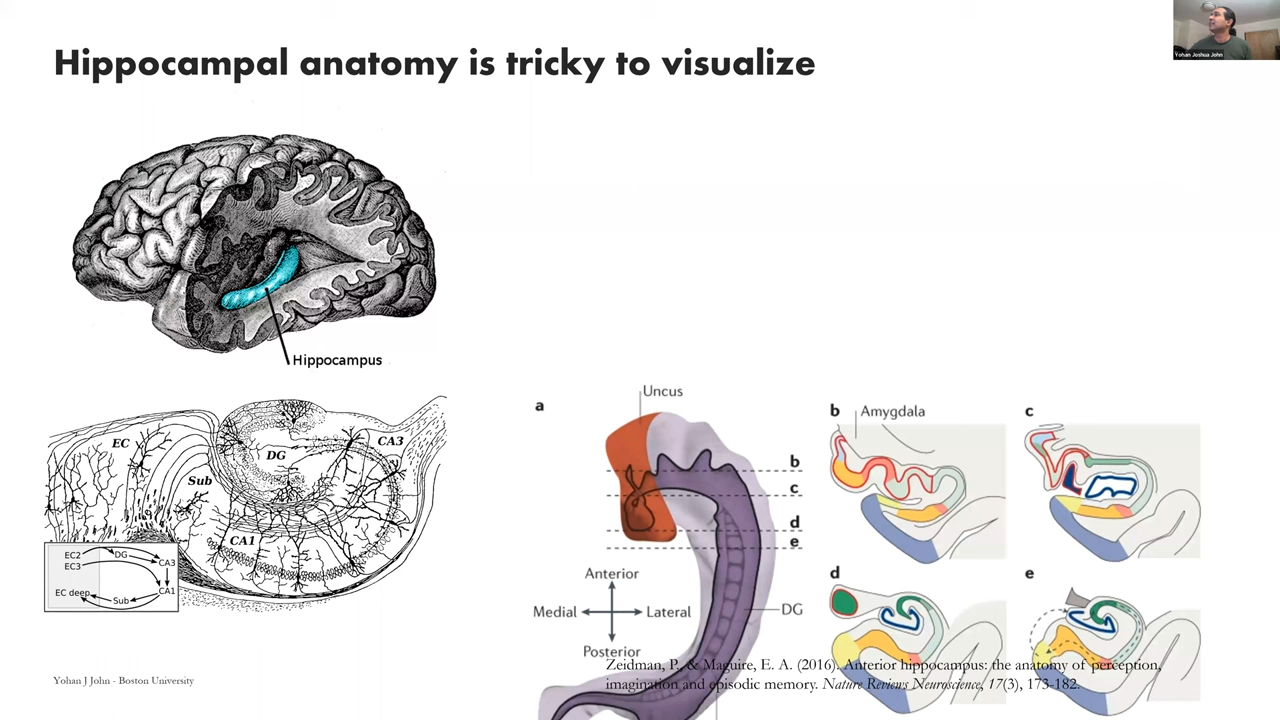 Hippocampal anatomy is tricky to visualize
Yohan Joshua John
Hippocampus
EC
DG
CA3
Sub
CA1
EC2
DG
EC3
CA3
EC deep
Sub
CA1
a
Uncus
b
c
d
e
Anterior
Medial
Lateral
Posterior
DG
b
Amygdala
c
d
e
Zeidman, P., & Maguire, E. A. (2016). Anterior hippocampus: the anatomy of perception,
imagination and episodic memory. Nature Reviews Neuroscience, 17(3), 173-182.
Yohan J John - Boston University